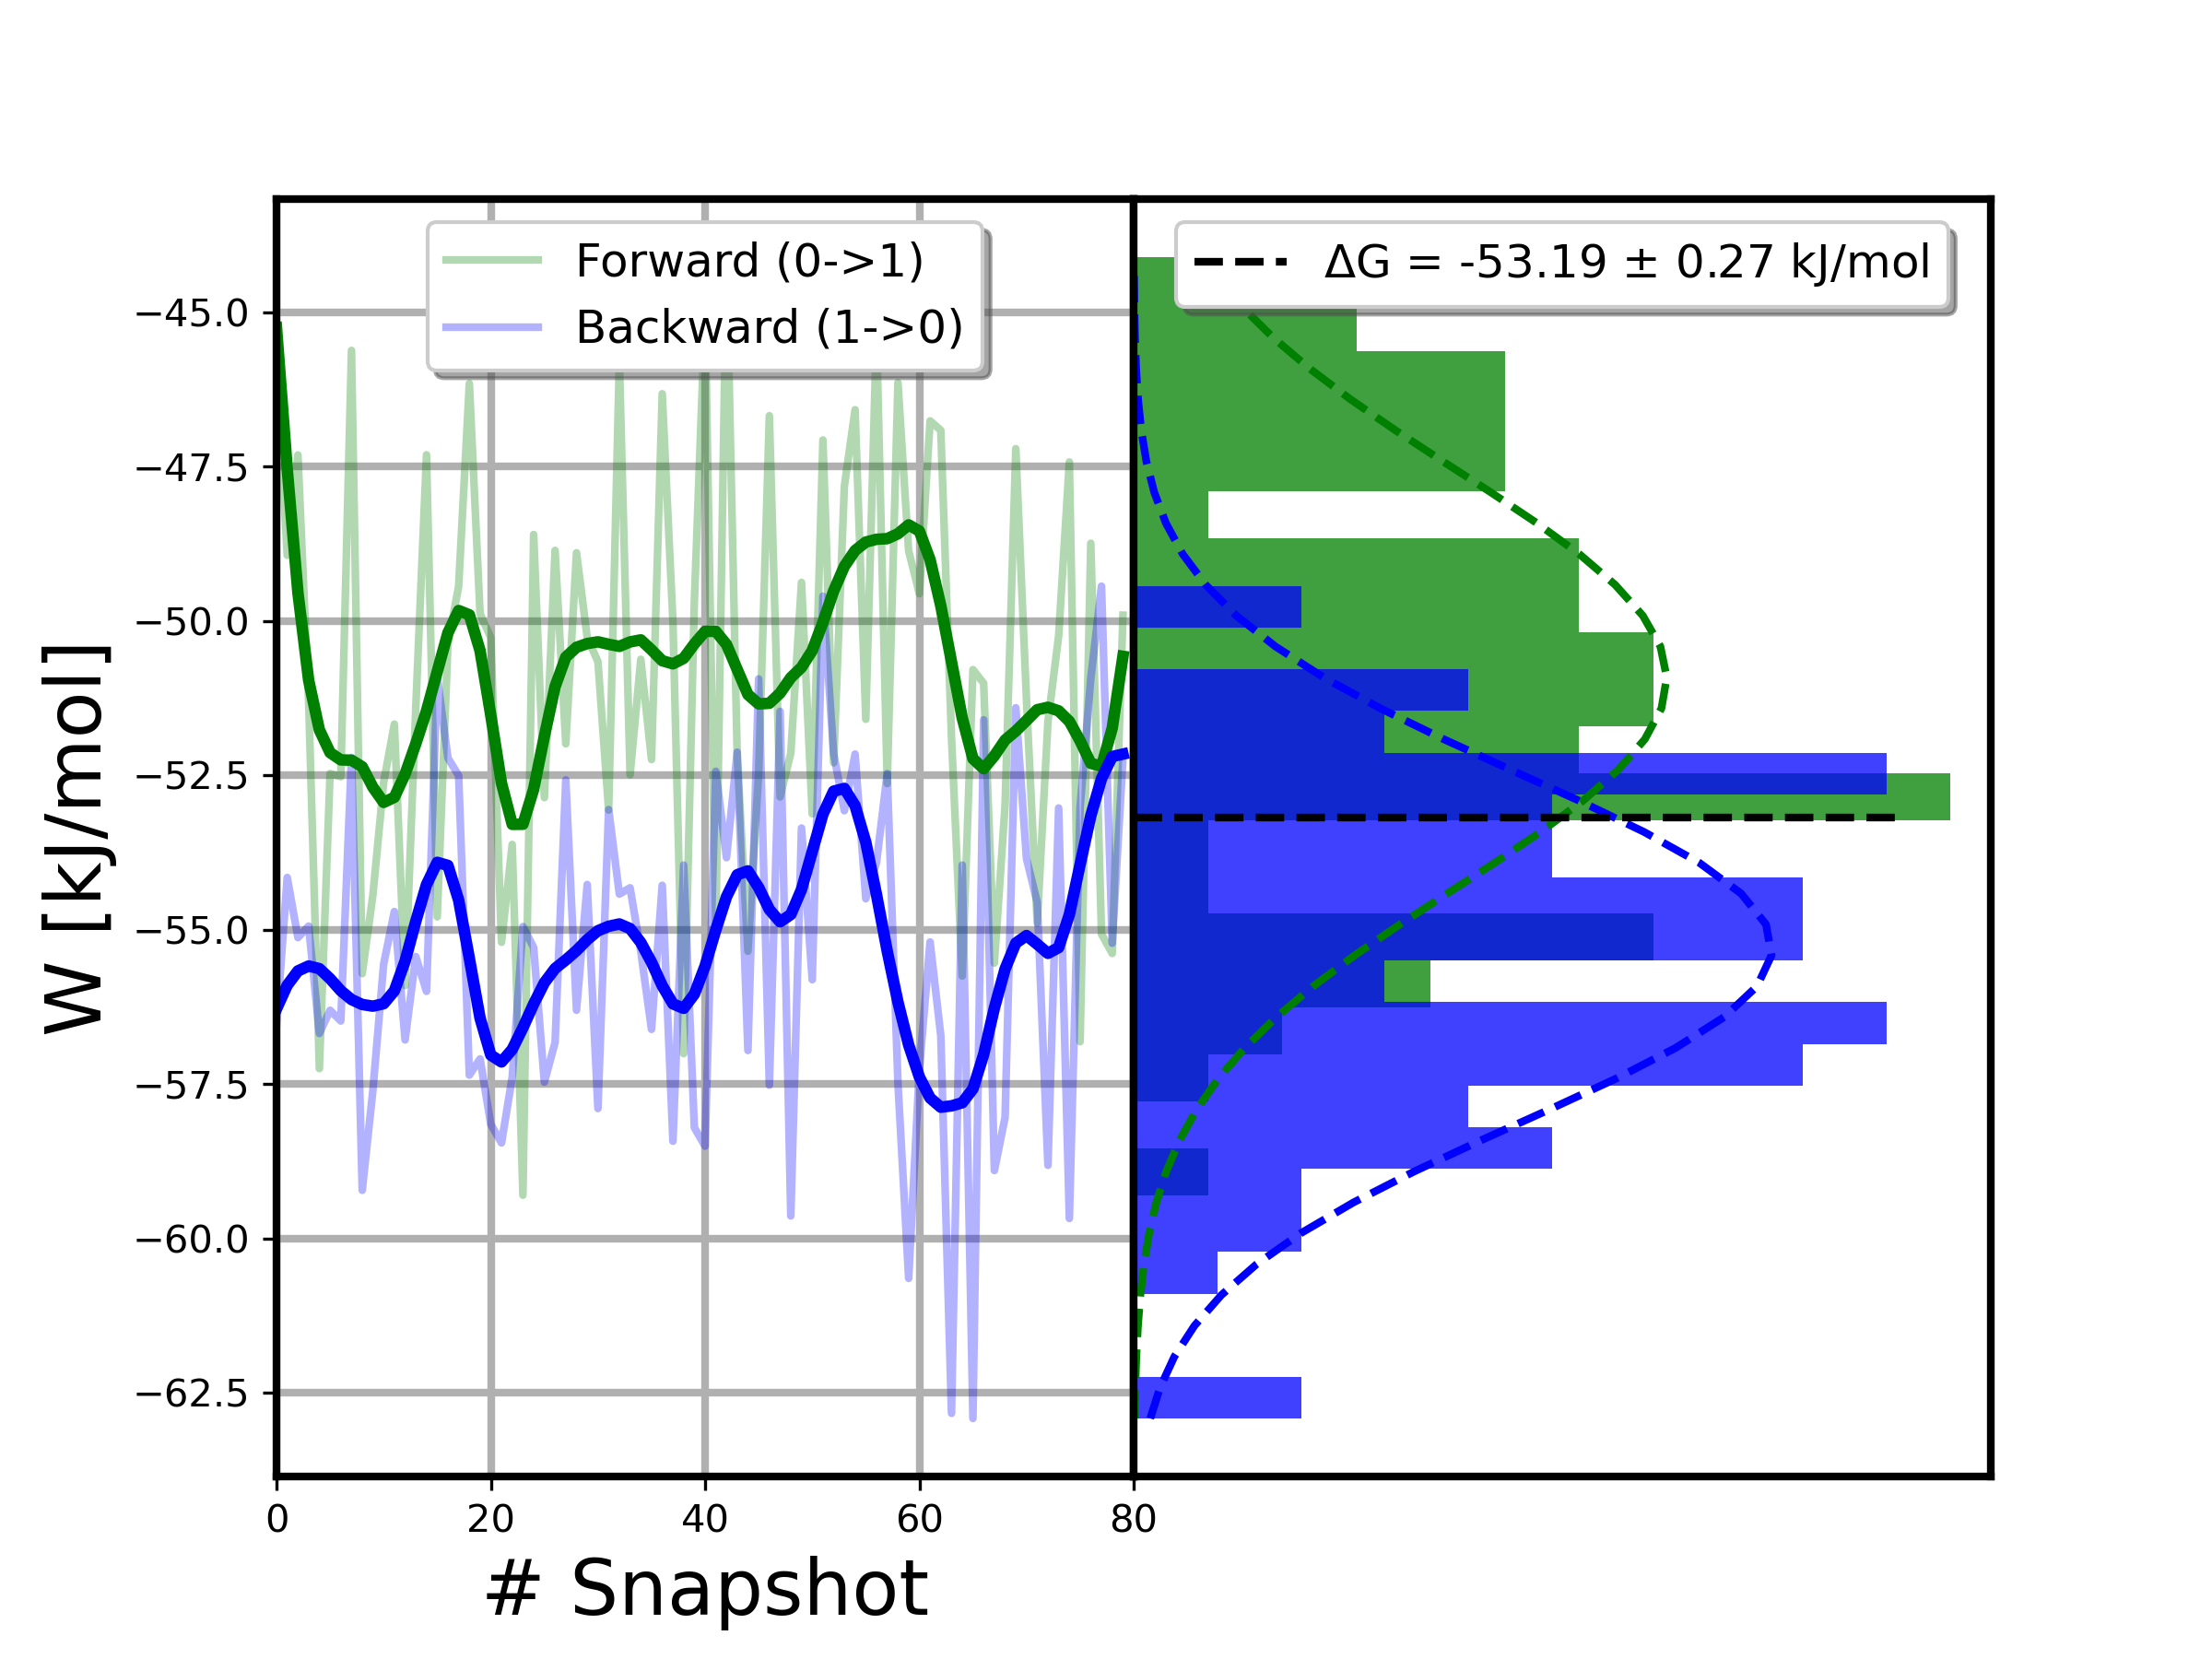 Forward (0->1)
Backward (1->0)
ΔG = -53.19 ± 0.27 kJ/mol
W [kJ/mol]
−45.0
−47.5
−50.0
−52.5
−55.0
−57.5
−60.0
−62.5
0 20 40 60 80
# Snapshot